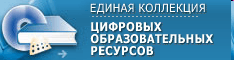 ЕДИНАЯ КОЛЛЕКЦИЯ
ЦИФРОВЫХ
ОБРАЗОВАТЕЛЬНЫХ
РЕСУРСОВ